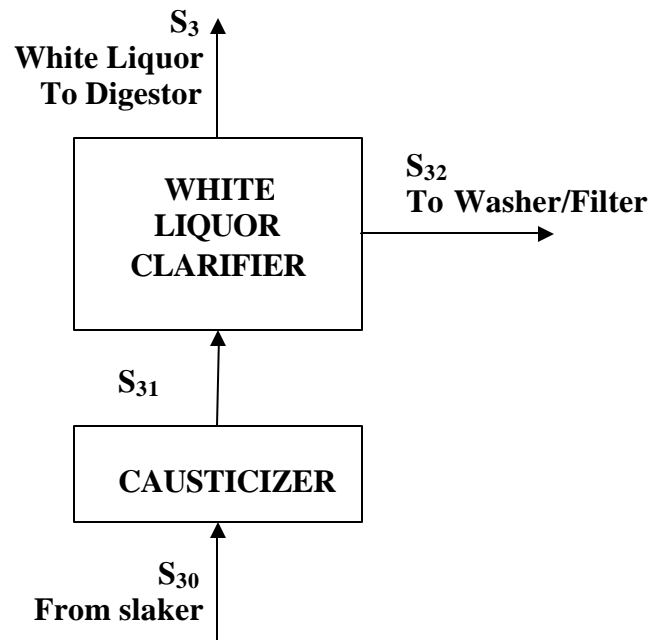 S₃
White Liquor
To Digestor
WHITE
LIQUOR
CLARIFIER
S₃₂
To Washer/Filter
S₃₁
CAUSTICIZER
S₃₀
From slaker